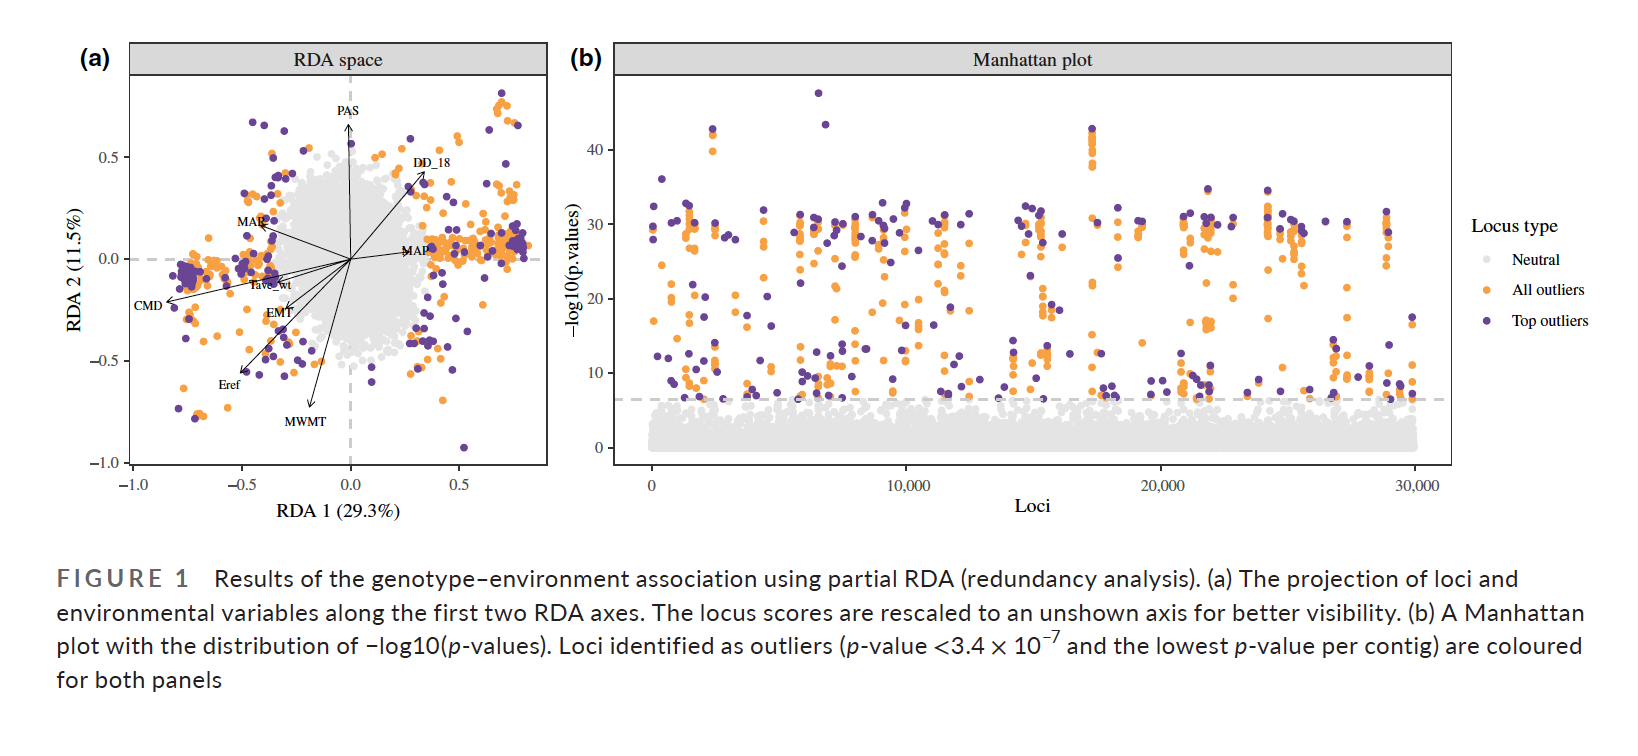 (a)
RDA space
RDA 2 (11.5%)
0.5
0.0
−0.5
−1.0
PAS
DD_18
MAR
MAP
Tave_wt
CMD
EMT
Eref
MWMT
−1.0
−0.5
0.0
0.5
RDA 1 (29.3%)
(b)
Manhattan plot
−log10(p.values)
40
30
20
10
0
0
10,000
20,000
30,000
Loci
Locus type
Neutral
All outliers
Top outliers
FIGURE 1 Results of the genotype–environment association using partial RDA (redundancy analysis). (a) The projection of loci and
environmental variables along the first two RDA axes. The locus scores are rescaled to an unshown axis for better visibility. (b) A Manhattan
plot with the distribution of −log10(p-values). Loci identified as outliers (p-value <3.4 × 10⁻⁷ and the lowest p-value per contig) are coloured
for both panels